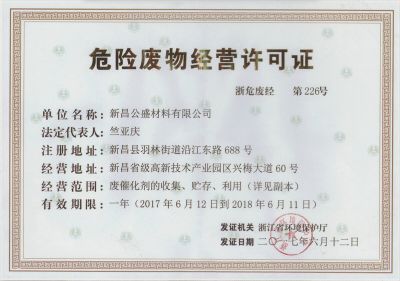 危险废物经营许可证
浙危废经 第226号
单位名称：新昌公盛材料有限公司
法定代表人：竺亚庆
注册地址：新昌县羽林街道沿江东路688号
经营地址：新昌省级高新技术产业园区兴梅大道60号
经营范围：废催化剂的收集、贮存、利用（详见副本）
有效期限：一年（2017年6月12日到2018年6月11日）
发证机关 浙江省环境保护厅
发证日期 二〇一七年六月十二日